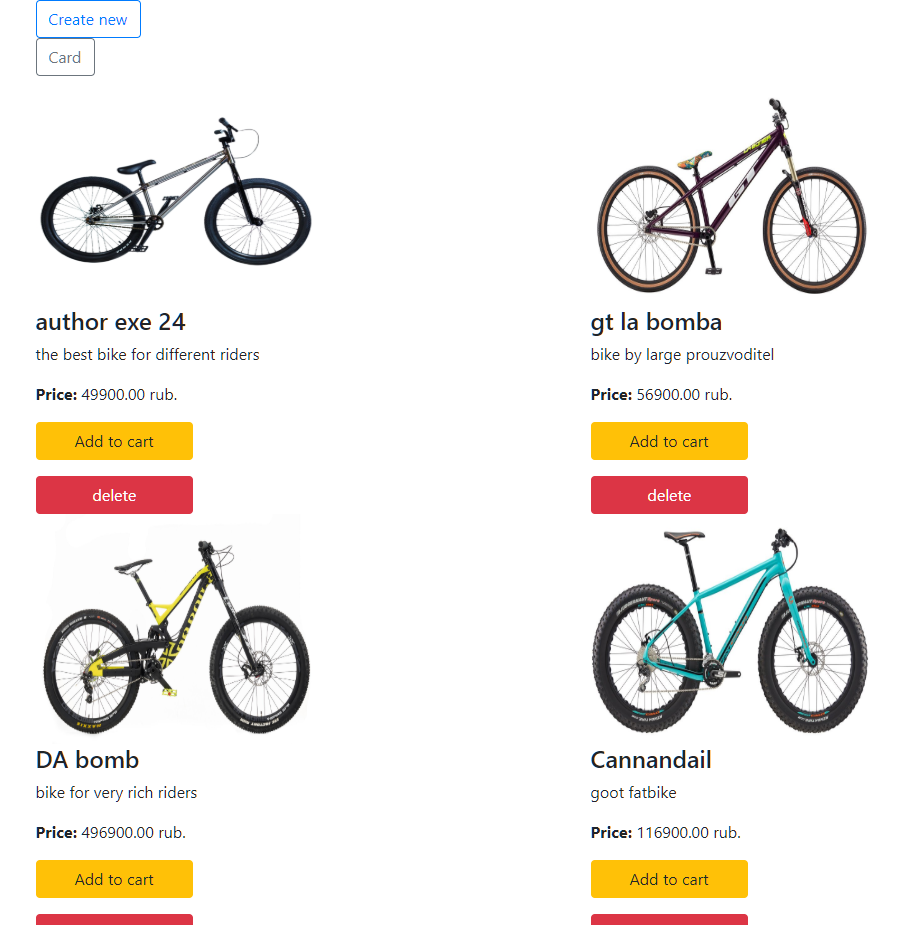 Create new
Card
GT
author exe 24
gt la bomba
the best bike for different riders
bike by large prouzvoditel
Price: 49900.00 rub.
Price: 56900.00 rub.
Add to cart
Add to cart
delete
delete
DA bomb
Cannandail
bike for very rich riders
goot fatbike
Price: 496900.00 rub.
Price: 116900.00 rub.
Add to cart
Add to cart